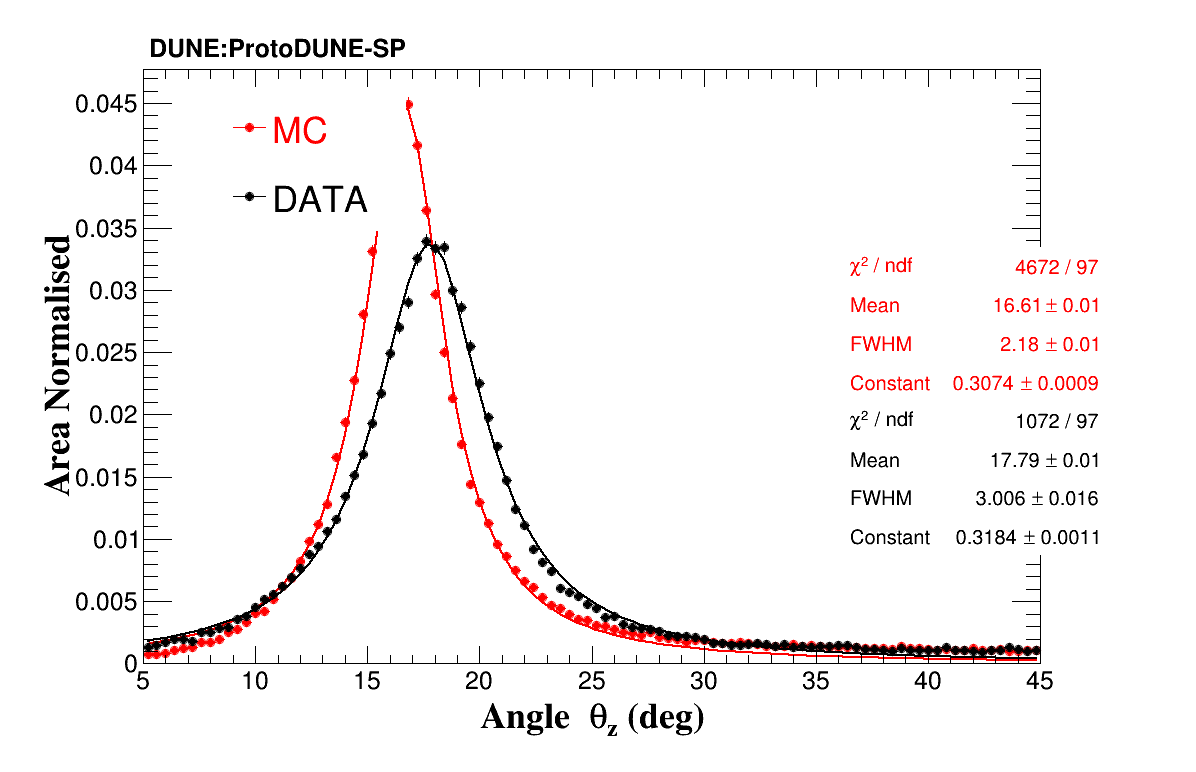 DUNE:ProtoDUNE-SP
0.045
0.04
0.035
0.03
0.025
0.02
0.015
0.01
0.005
0
Area Normalised
MC
DATA
χ² / ndf 4672 / 97
Mean 16.61 ± 0.01
FWHM 2.18 ± 0.01
Constant 0.3074 ± 0.0009
χ² / ndf 1072 / 97
Mean 17.79 ± 0.01
FWHM 3.006 ± 0.016
Constant 0.3184 ± 0.0011
5 10 15 20 25 30 35 40 45
Angle θz (deg)